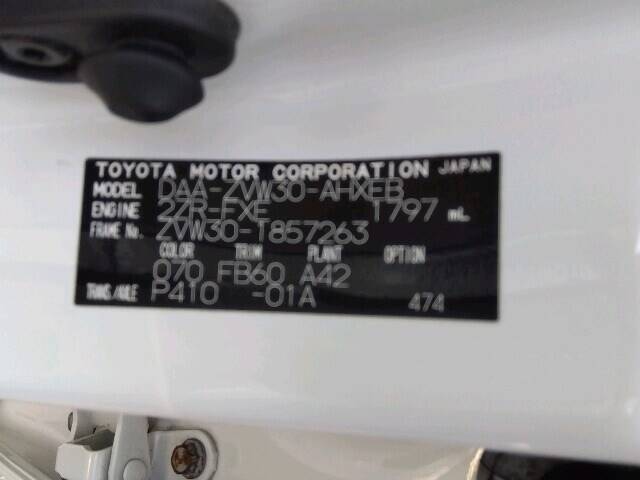 TOYOTA MOTOR CORPORATION JAPAN
MODEL DAA-ZVW30-AHXEB
ENGINE 2ZR-FXE 1797 mL
FRAME No. ZVW30-1857263
COLOR TRIM PLANT OPTION
070 FB60 A42
TRANS./AXLE P410 -01A 474